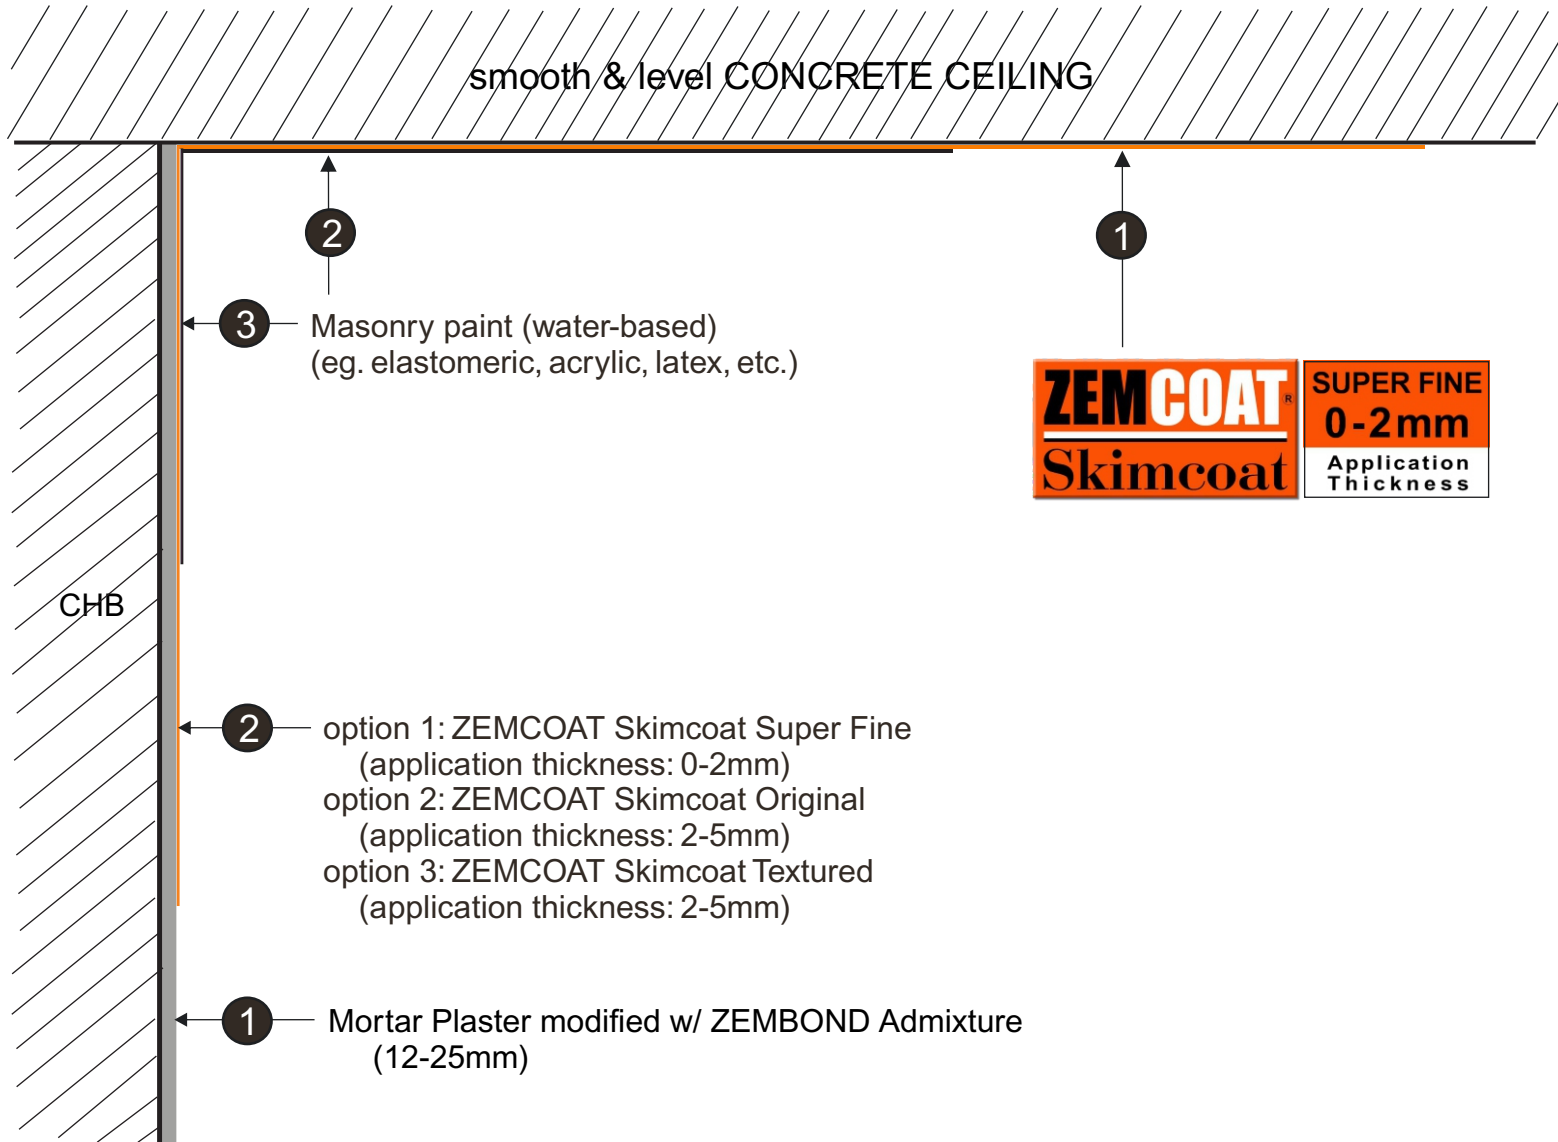 smooth & level CONCRETE CEILING
2
1
3
Masonry paint (water-based)
(eg. elastomeric, acrylic, latex, etc.)
ZEMCOAT®
Skimcoat
SUPER FINE
0-2mm
Application
Thickness
CHB
2
option 1: ZEMCOAT Skimcoat Super Fine
(application thickness: 0-2mm)
option 2: ZEMCOAT Skimcoat Original
(application thickness: 2-5mm)
option 3: ZEMCOAT Skimcoat Textured
(application thickness: 2-5mm)
1
Mortar Plaster modified w/ ZEMBOND Admixture
(12-25mm)